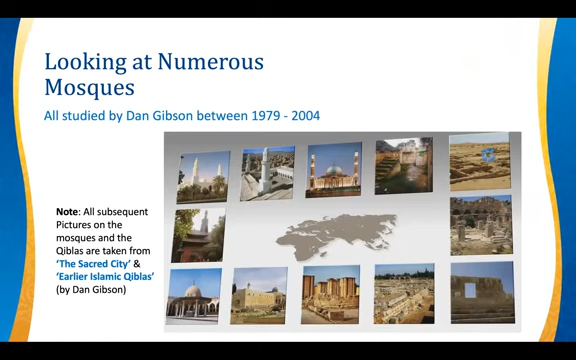 Looking at Numerous
Mosques
All studied by Dan Gibson between 1979 - 2004
Note: All subsequent
Pictures on the
mosques and the
Qiblas are taken from
‘The Sacred City’ &
‘Earlier Islamic Qiblas’
(by Dan Gibson)